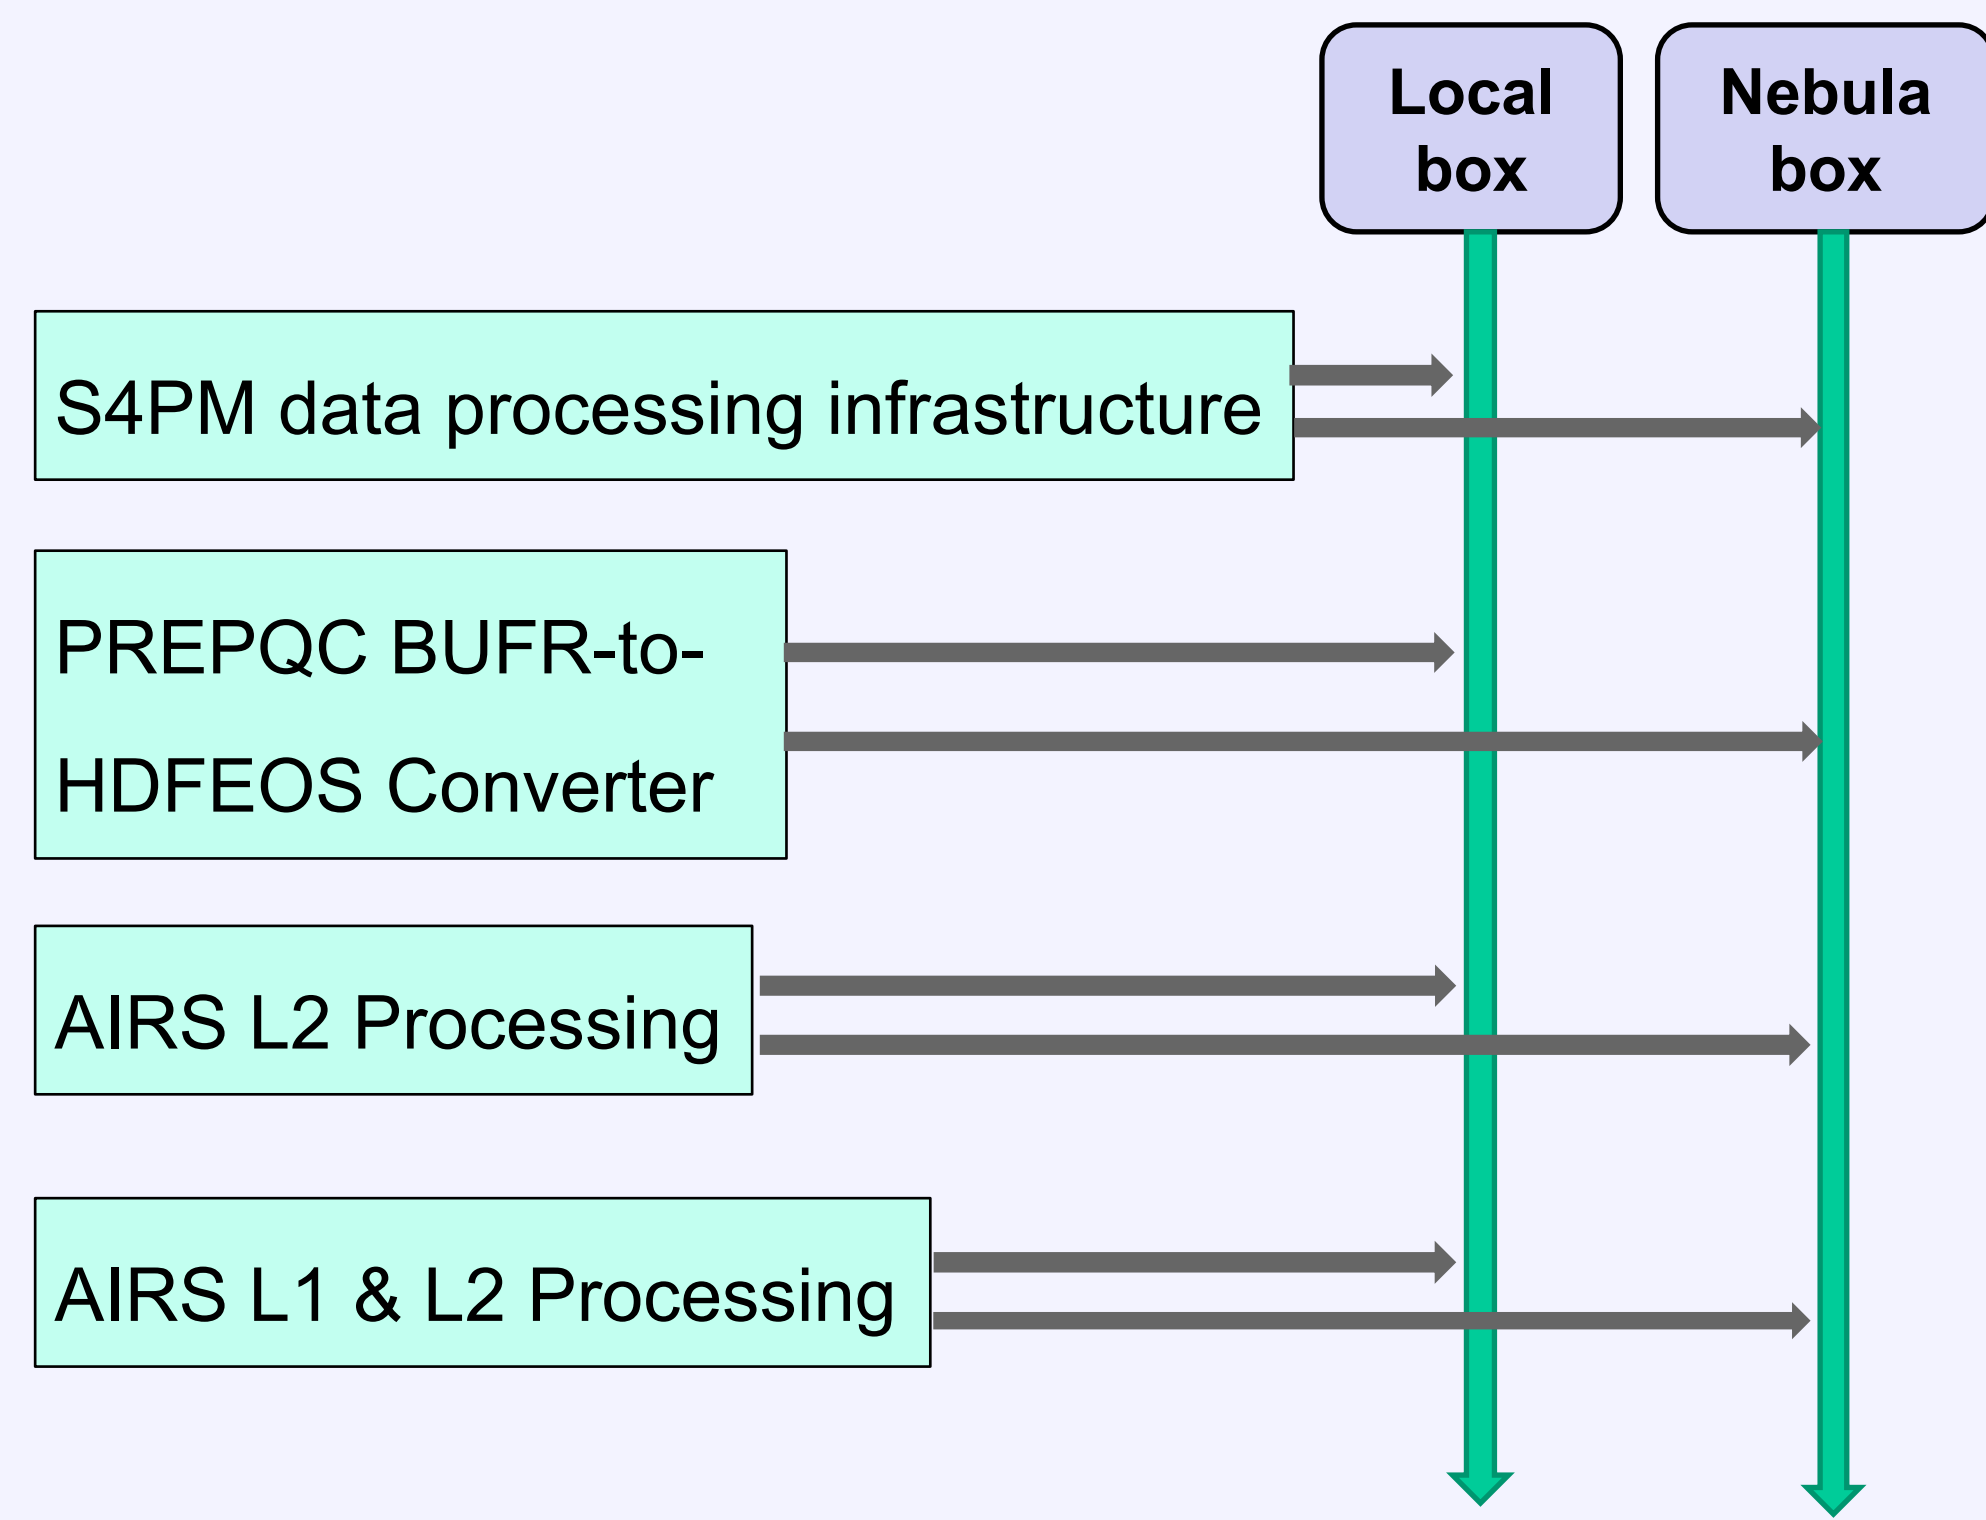 Local
box
Nebula
box
S4PM data processing infrastructure
PREPQC BUFR-to-
HDFEOS Converter
AIRS L2 Processing
AIRS L1 & L2 Processing